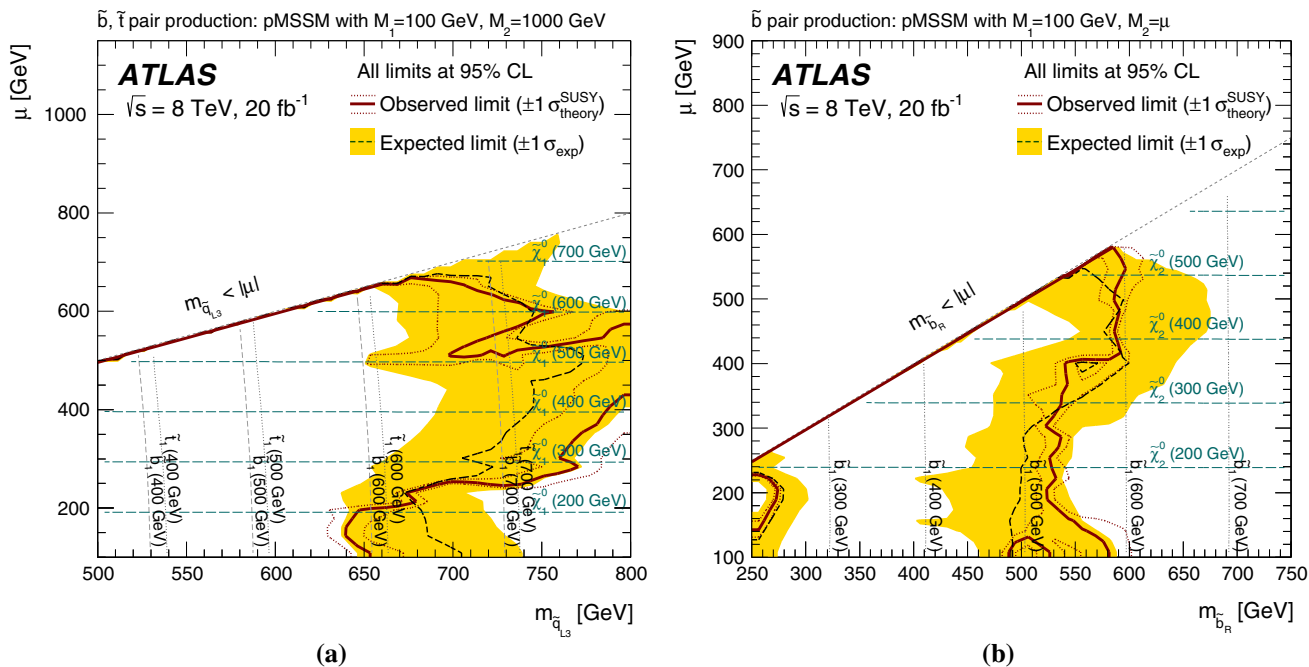 b̃, t̃ pair production: pMSSM with M₁=100 GeV, M₂=1000 GeV
μ [GeV]
ATLAS
√s = 8 TeV, 20 fb⁻¹
All limits at 95% CL
Observed limit (±1 σ^SUSY_theory)
Expected limit (±1 σ_exp)
1000
800
600
400
200
m_q̃L3 < |μ|
χ̃⁰₁ (700 GeV)
χ̃⁰₁ (600 GeV)
χ̃⁰₁ (500 GeV)
χ̃⁰₁ (400 GeV)
χ̃⁰₁ (300 GeV)
χ̃⁰₁ (200 GeV)
t̃₁ (400 GeV)
b̃₁ (400 GeV)
t̃₁ (500 GeV)
b̃₁ (500 GeV)
t̃₁ (600 GeV)
b̃₁ (600 GeV)
t̃₁ (700 GeV)
b̃₁ (700 GeV)
500 550 600 650 700 750 800
m_q̃L3 [GeV]
(a)
b̃ pair production: pMSSM with M₁=100 GeV, M₂=μ
μ [GeV]
ATLAS
√s = 8 TeV, 20 fb⁻¹
All limits at 95% CL
Observed limit (±1 σ^SUSY_theory)
Expected limit (±1 σ_exp)
900
800
700
600
500
400
300
200
100
m_b̃R < |μ|
χ̃⁰₂ (500 GeV)
χ̃⁰₂ (400 GeV)
χ̃⁰₂ (300 GeV)
χ̃⁰₂ (200 GeV)
b̃₁ (300 GeV)
b̃₁ (400 GeV)
b̃₁ (500 GeV)
b̃₁ (600 GeV)
b̃₁ (700 GeV)
250 300 350 400 450 500 550 600 650 700 750
m_b̃R [GeV]
(b)